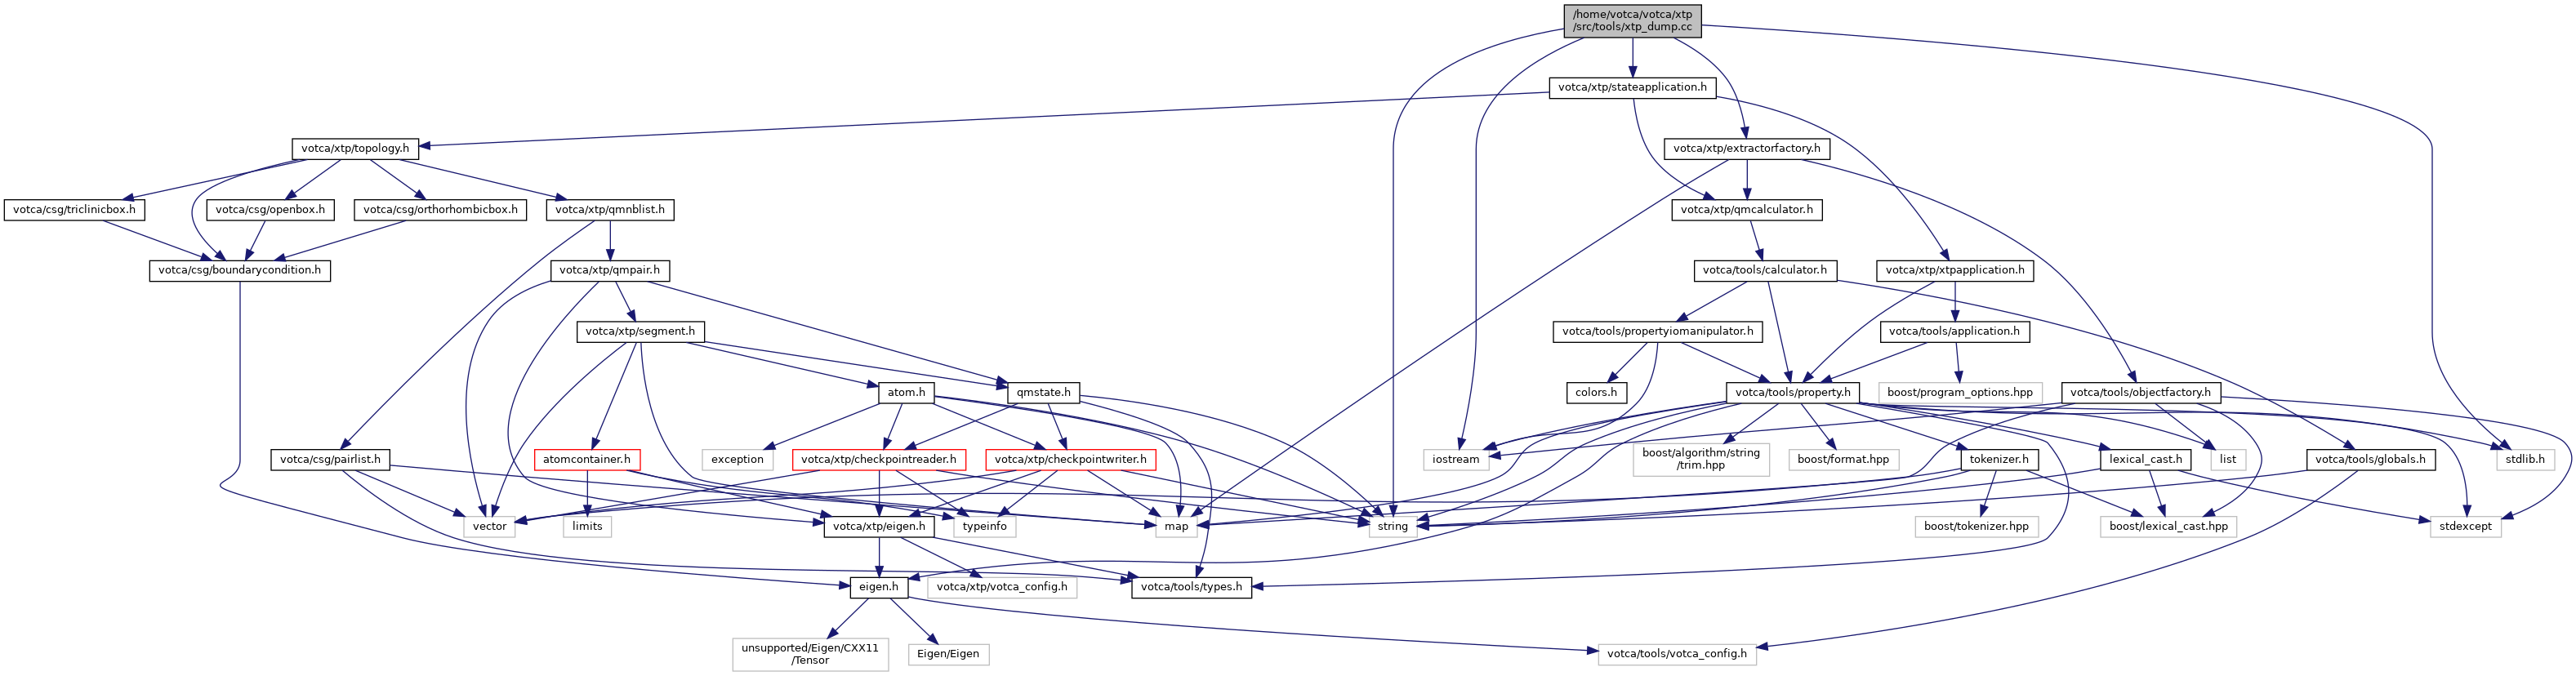 /home/votca/votca/xtp
/src/tools/xtp_dump.cc
votca/xtp/stateapplication.h
votca/xtp/topology.h
votca/xtp/extractorfactory.h
votca/csg/triclinicbox.h
votca/csg/openbox.h
votca/csg/orthorhombicbox.h
votca/xtp/qmnblist.h
votca/xtp/qmcalculator.h
votca/csg/boundarycondition.h
votca/xtp/qmpair.h
votca/tools/calculator.h
votca/xtp/xtpapplication.h
votca/xtp/segment.h
votca/tools/propertyiomanipulator.h
votca/tools/application.h
atom.h
qmstate.h
colors.h
votca/tools/property.h
boost/program_options.hpp
votca/tools/objectfactory.h
votca/csg/pairlist.h
atomcontainer.h
exception
votca/xtp/checkpointreader.h
votca/xtp/checkpointwriter.h
iostream
boost/algorithm/string
/trim.hpp
boost/format.hpp
tokenizer.h
lexical_cast.h
list
votca/tools/globals.h
stdlib.h
vector
limits
votca/xtp/eigen.h
typeinfo
map
string
boost/tokenizer.hpp
boost/lexical_cast.hpp
stdexcept
eigen.h
votca/xtp/votca_config.h
votca/tools/types.h
unsupported/Eigen/CXX11
/Tensor
Eigen/Eigen
votca/tools/votca_config.h